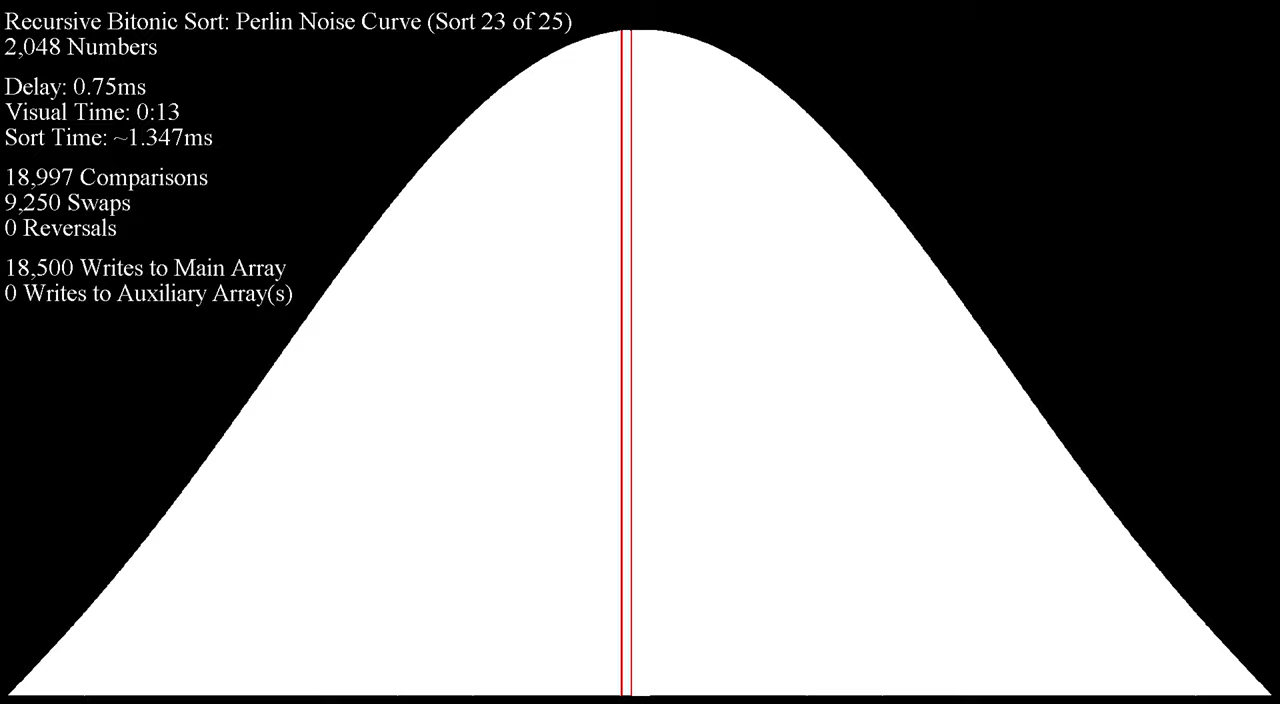 Recursive Bitonic Sort: Perlin Noise Curve (Sort 23 of 25)
2,048 Numbers
Delay: 0.75ms
Visual Time: 0:13
Sort Time: ~1.347ms
18,997 Comparisons
9,250 Swaps
0 Reversals
18,500 Writes to Main Array
0 Writes to Auxiliary Array(s)